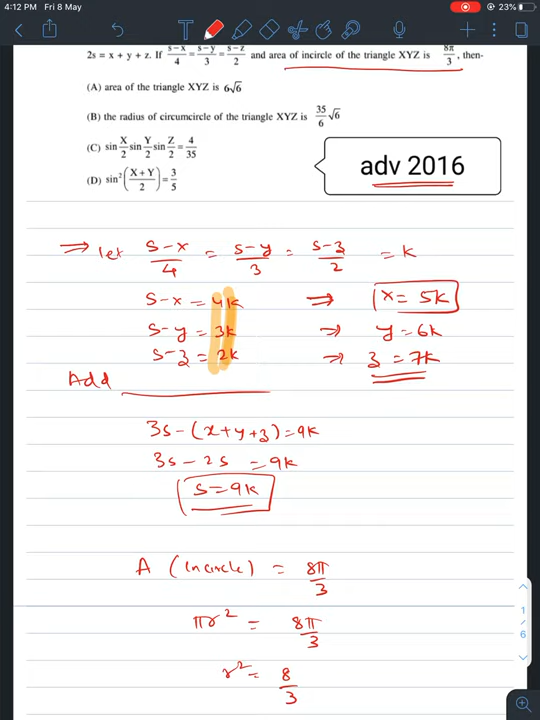 4:12 PM Fri 8 May
2s = x + y + z. If s−x/4 = s−y/3 = s−z/2 and area of incircle of the triangle XYZ is 8π/3, then-
(A) area of the triangle XYZ is 6√6
(B) the radius of circumcircle of the triangle XYZ is 35/6 √6
(C) sin X/2 sin Y/2 sin Z/2 = 4/35
(D) sin² (X+Y/2) = 3/5
adv 2016
⇒ let s−x/4 = s−y/3 = s−z/2 = k
s−x = 4k ⇒ x = 5k
s−y = 3k ⇒ y = 6k
s−z = 2k ⇒ z = 7k
Add
3s − (x+y+z) = 9k
3s − 2s = 9k
s = 9k
A (incircle) = 8π/3
πr² = 8π/3
r² = 8/3
1
/
6